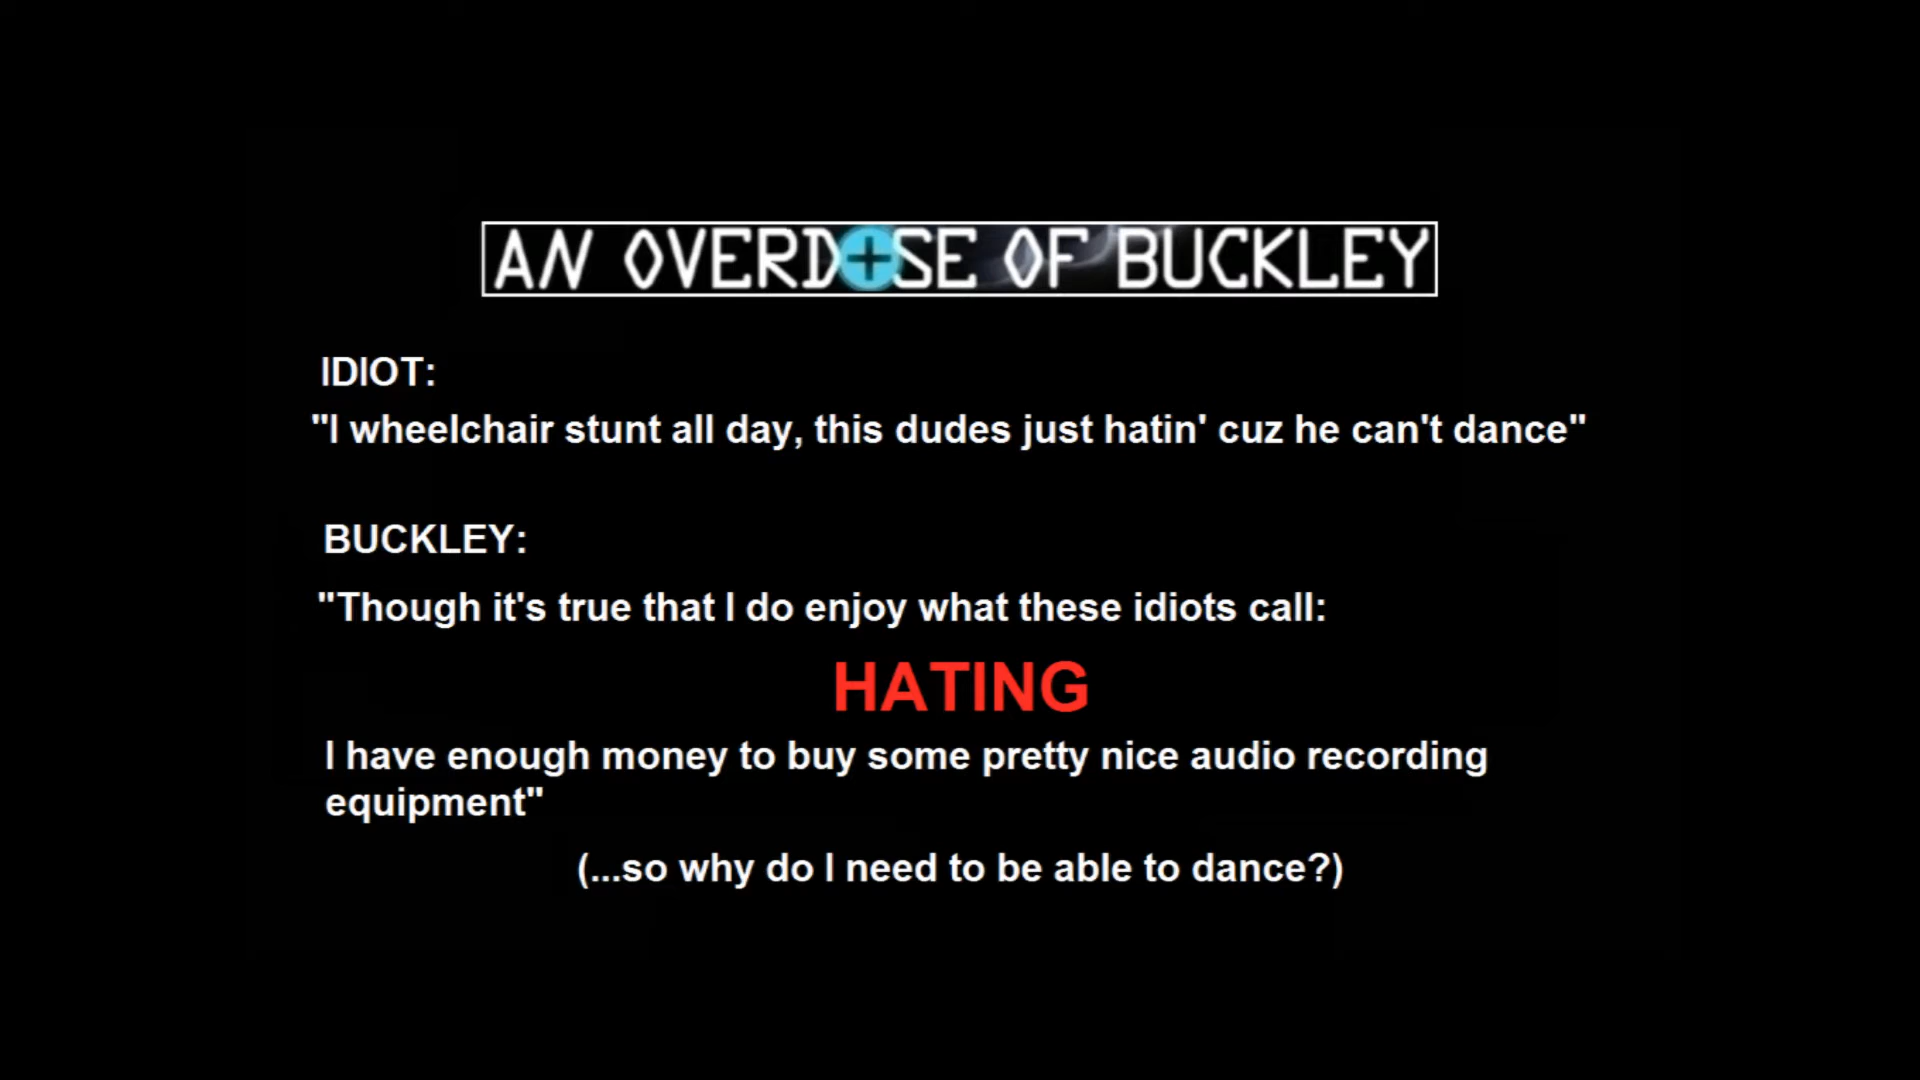 AN OVERD+SE OF BUCKLEY
IDIOT:
"I wheelchair stunt all day, this dudes just hatin' cuz he can't dance"
BUCKLEY:
"Though it's true that I do enjoy what these idiots call:
HATING
I have enough money to buy some pretty nice audio recording
equipment"
(...so why do I need to be able to dance?)